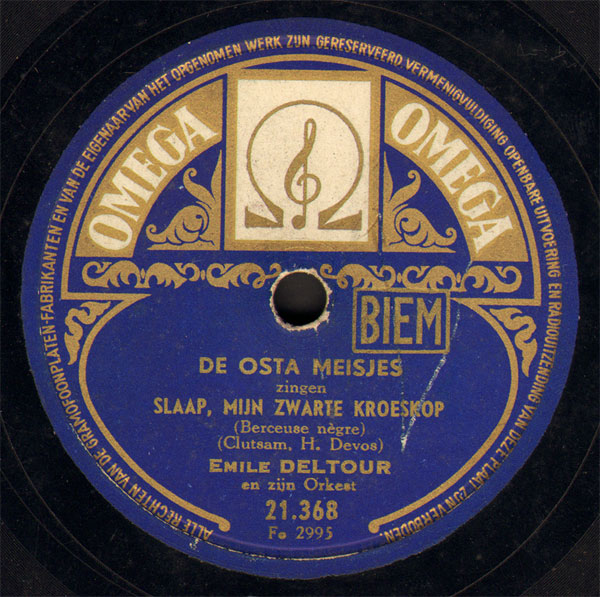 ALLE RECHTEN VAN DE GRAMOFOONPLATEN-FABRIKANTEN EN VAN DE EIGENAAR VAN HET OPGENOMEN WERK ZIJN GERESERVEERD VERMENIGVULDIGING OPENBARE UITVOERING EN RADIOUITZENDING VAN DEZE PLAAT ZIJN VERBODEN.
OMEGA
OMEGA
BIEM
DE OSTA MEISJES
zingen
SLAAP, MIJN ZWARTE KROESKOP
(Berceuse nègre)
(Clutsam, H. Devos)
EMILE DELTOUR
en zijn Orkest
21.368
Fo 2995